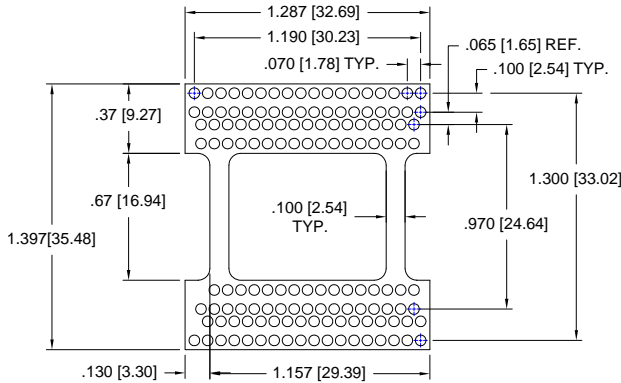 1.287 [32.69]
1.190 [30.23]
.070 [1.78] TYP.
.065 [1.65] REF.
.100 [2.54] TYP.
.37 [9.27]
.67 [16.94]
1.397[35.48]
.100 [2.54]
TYP.
1.300 [33.02]
.970 [24.64]
.130 [3.30]
1.157 [29.39]